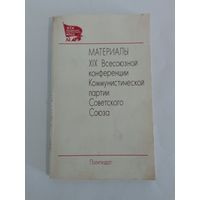 МАТЕРИАЛЫ
XIX Всесоюзной
конференции
Коммунистической
партии
Советского
Союза
Политиздат